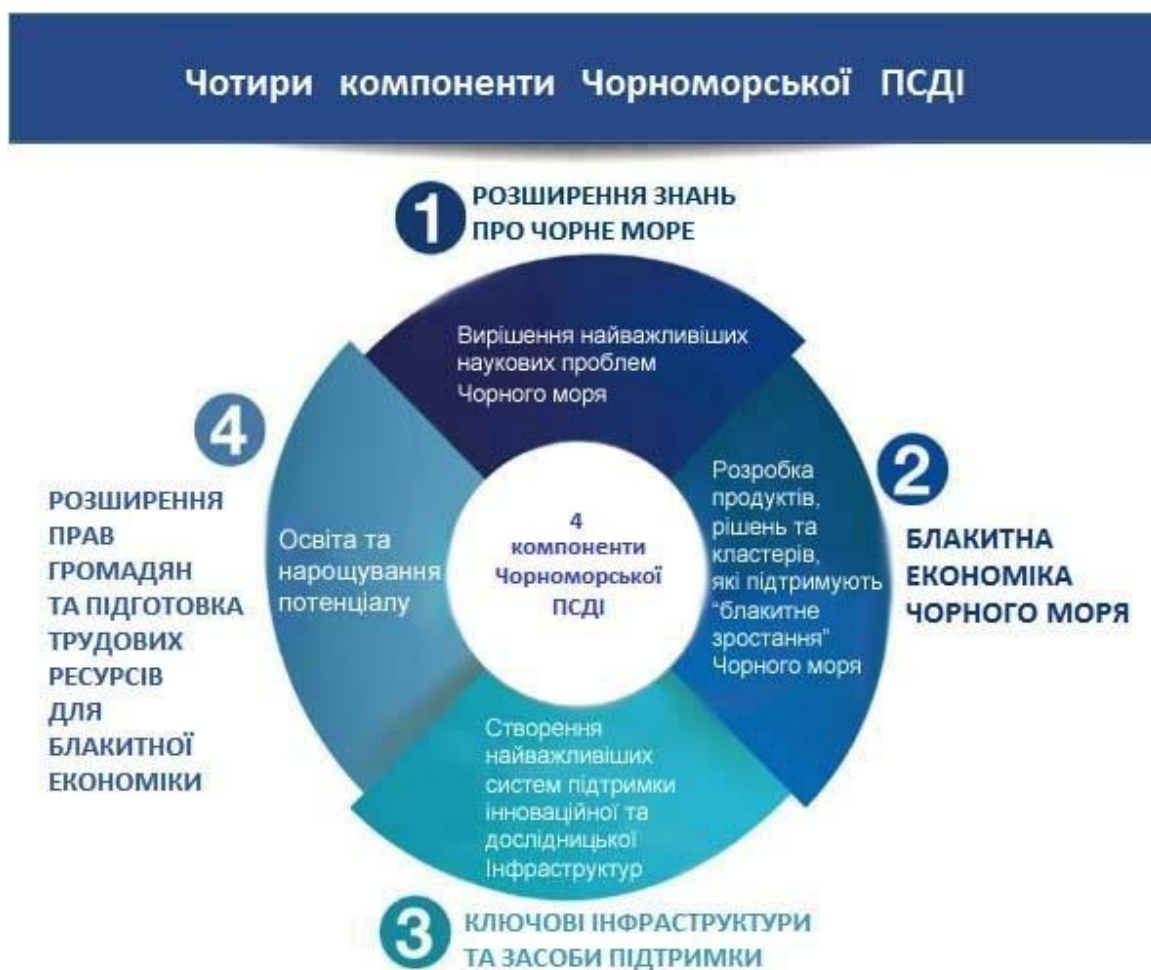 Чотири компоненти Чорноморської ПСДІ
1
РОЗШИРЕННЯ ЗНАНЬ
ПРО ЧОРНЕ МОРЕ
Вирішення найважливіших
наукових проблем
Чорного моря
2
БЛАКИТНА
ЕКОНОМІКА
ЧОРНОГО МОРЯ
Розробка
продуктів,
рішень та
кластерів,
які підтримують
“блакитне
зростання”
Чорного моря
3
КЛЮЧОВІ ІНФРАСТРУКТУРИ
ТА ЗАСОБИ ПІДТРИМКИ
Створення
найважливіших
систем підтримки
інноваційної та
дослідницької
Інфраструктур
4
РОЗШИРЕННЯ
ПРАВ
ГРОМАДЯН
ТА ПІДГОТОВКА
ТРУДОВИХ
РЕСУРСІВ
ДЛЯ
БЛАКИТНОЇ
ЕКОНОМІКИ
Освіта та
нарощування
потенціалу
4
компоненти
Чорноморської
ПСДІ